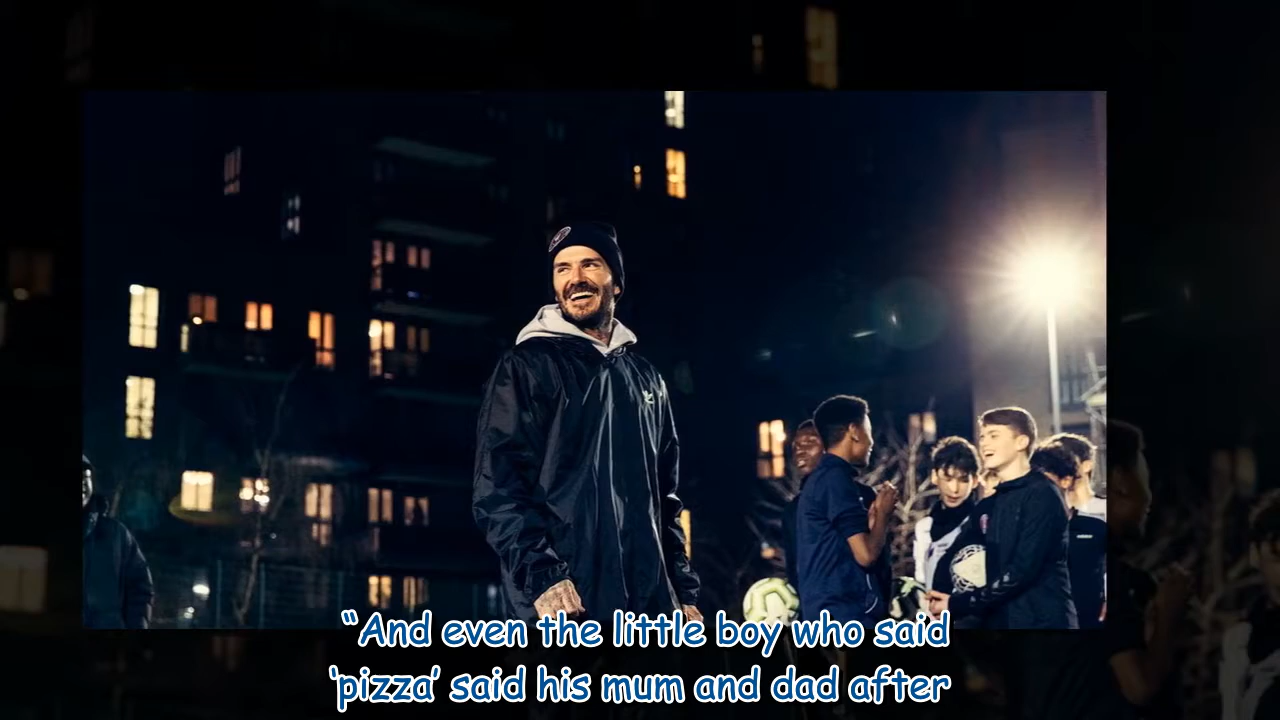 “And even the little boy who said
‘pizza’ said his mum and dad after